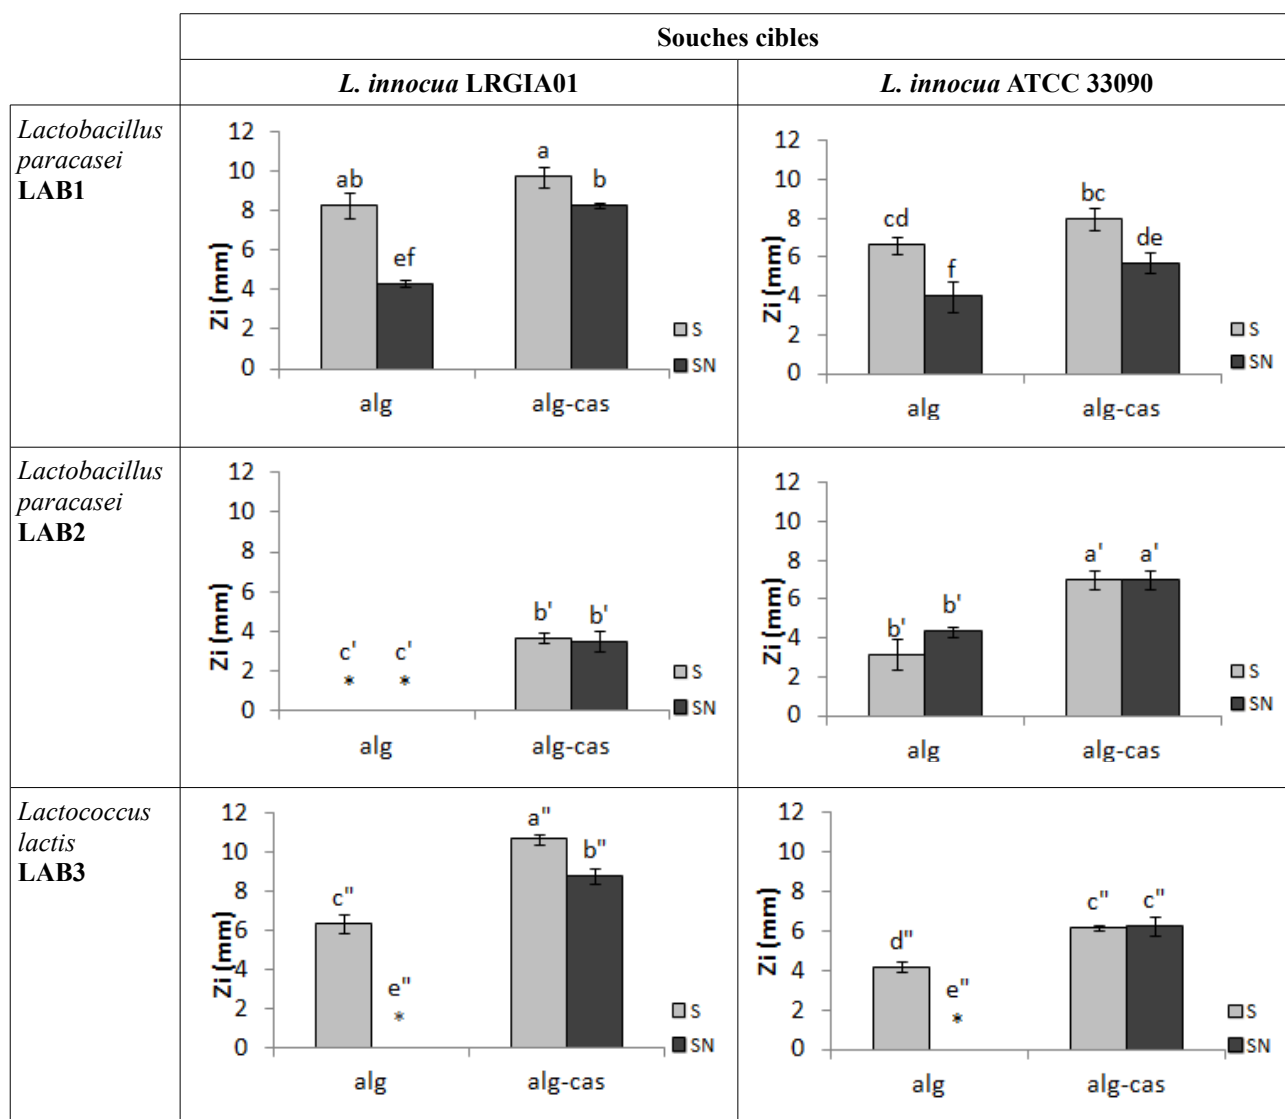 Souches cibles
L. innocua LRGIA01
L. innocua ATCC 33090
Lactobacillus
paracasei
LAB1
12
10
8
6
4
2
0
Zi (mm)
ab
ef
a
b
alg
alg-cas
S
SN
12
10
8
6
4
2
0
Zi (mm)
cd
f
bc
de
alg
alg-cas
S
SN
Lactobacillus
paracasei
LAB2
12
10
8
6
4
2
0
Zi (mm)
c' c'
* *
b' b'
alg
alg-cas
S
SN
12
10
8
6
4
2
0
Zi (mm)
b'
b'
a' a'
alg
alg-cas
S
SN
Lactococcus
lactis
LAB3
12
10
8
6
4
2
0
Zi (mm)
c"
e"
*
a"
b"
alg
alg-cas
S
SN
12
10
8
6
4
2
0
Zi (mm)
d"
e"
*
c" c"
alg
alg-cas
S
SN